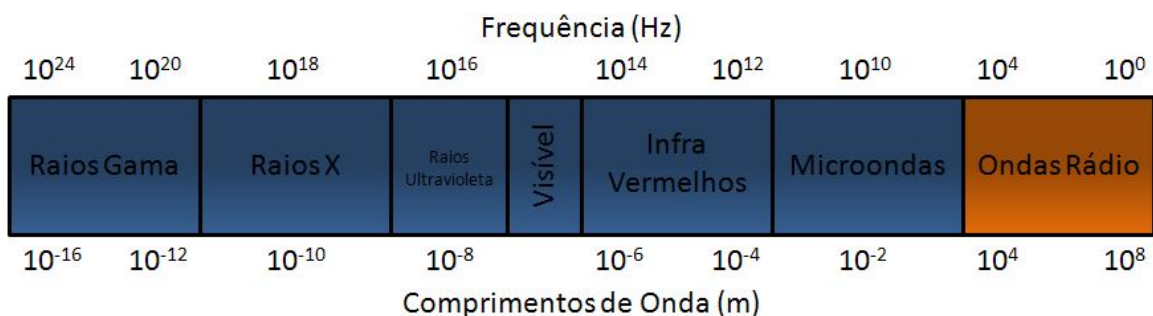 Frequência (Hz)
10²⁴ 10²⁰ 10¹⁸ 10¹⁶ 10¹⁴ 10¹² 10¹⁰ 10⁴ 10⁰
Raios Gama
Raios X
Raios
Ultravioleta
Visível
Infra
Vermelhos
Microondas
Ondas Rádio
10⁻¹⁶ 10⁻¹² 10⁻¹⁰ 10⁻⁸ 10⁻⁶ 10⁻⁴ 10⁻² 10⁴ 10⁸
Comprimentos de Onda (m)